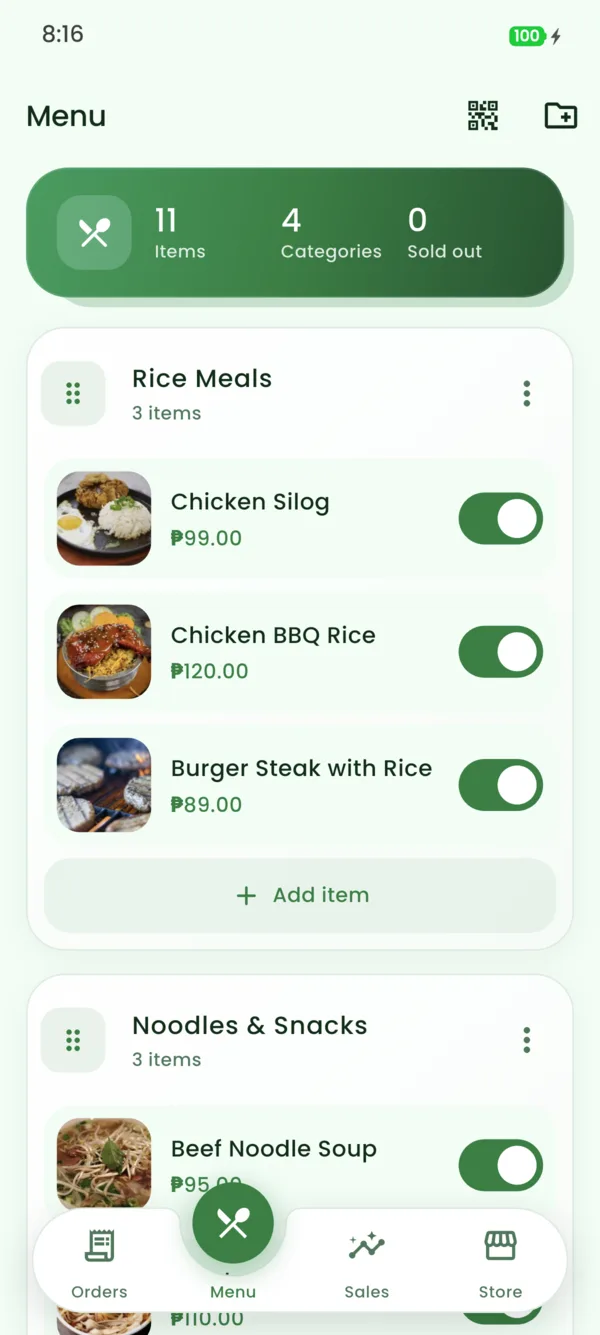 8:16
100
Menu
11
Items
4
Categories
0
Sold out
Rice Meals
3 items
Chicken Silog
₱99.00
Chicken BBQ Rice
₱120.00
Burger Steak with Rice
₱89.00
+ Add item
Noodles & Snacks
3 items
Beef Noodle Soup
₱95.00
Orders
Menu
Sales
Store
₱110.00